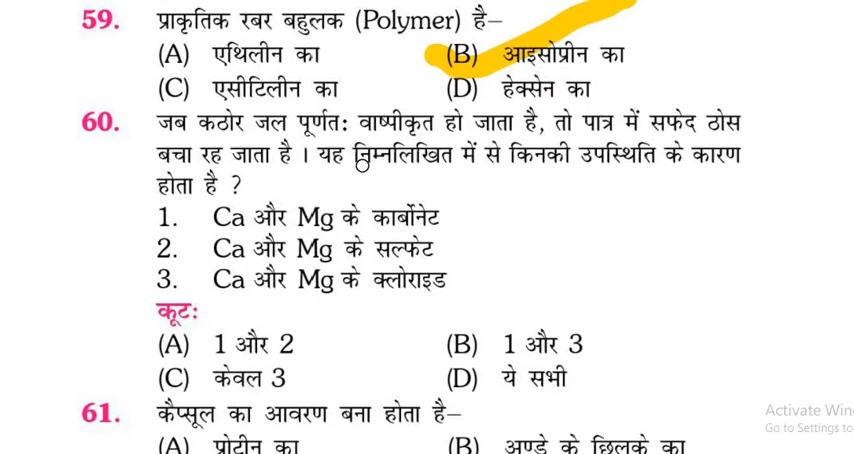 59. प्राकृतिक रबर बहुलक (Polymer) है–
(A) एथिलीन का (B) आइसोप्रीन का
(C) एसीटिलीन का (D) हेक्सेन का
60. जब कठोर जल पूर्णतः वाष्पीकृत हो जाता है, तो पात्र में सफेद ठोस
बचा रह जाता है । यह निम्नलिखित में से किनकी उपस्थिति के कारण
होता है ?
1. Ca और Mg के कार्बोनेट
2. Ca और Mg के सल्फेट
3. Ca और Mg के क्लोराइड
कूटः
(A) 1 और 2 (B) 1 और 3
(C) केवल 3 (D) ये सभी
61. कैप्सूल का आवरण बना होता है–
(A) प्रोटीन का (B) अण्डे के छिलके का
Activate Win
Go to Settings to